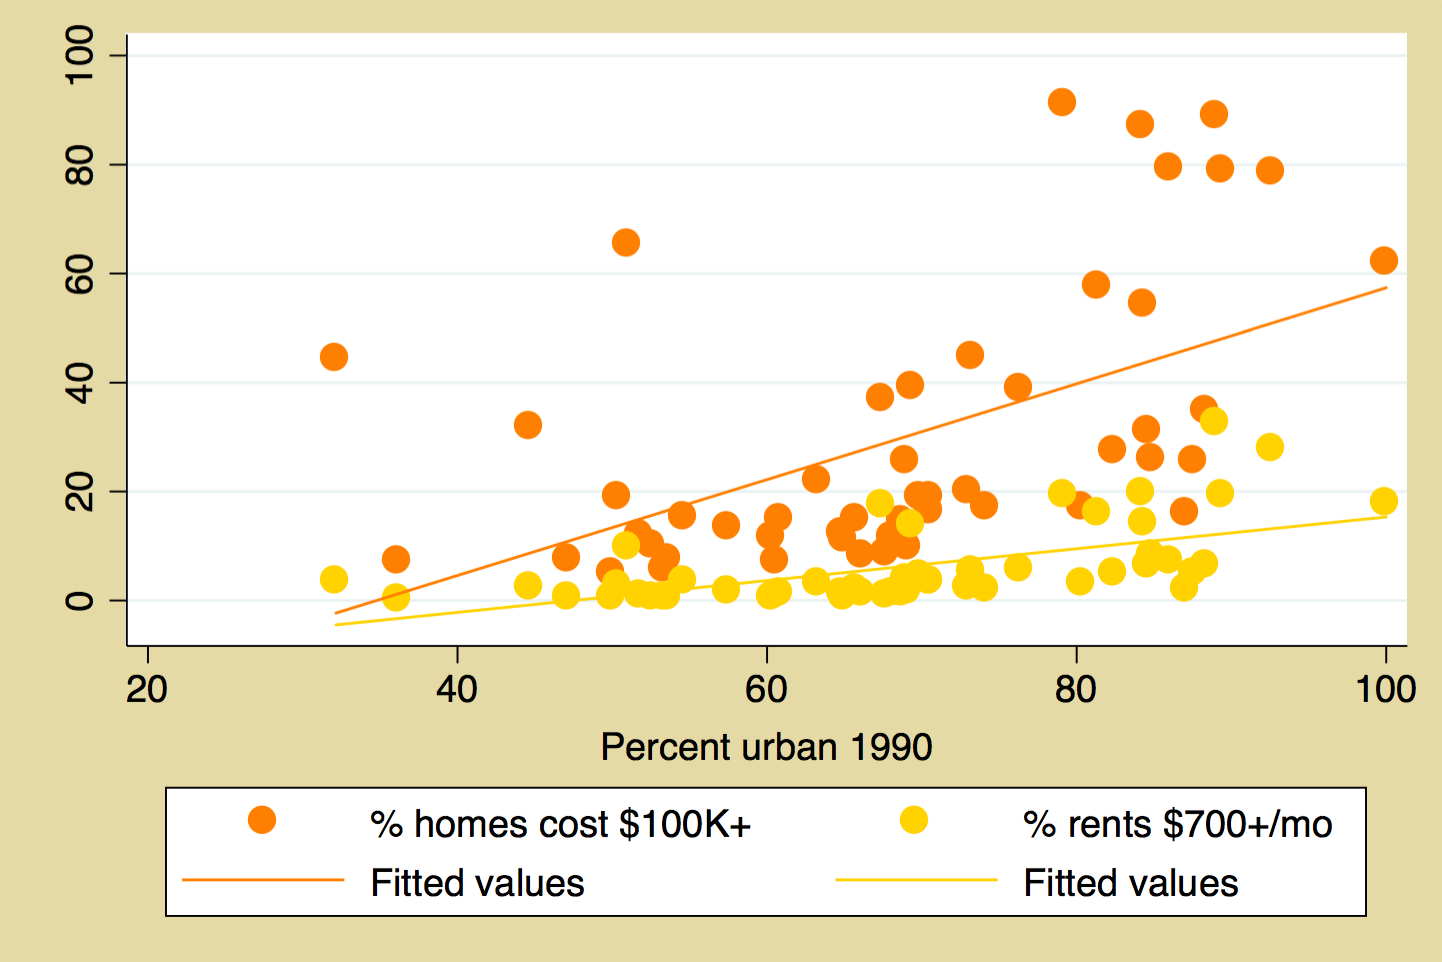 100
80
60
40
20
0
20 40 60 80 100
Percent urban 1990
% homes cost $100K+ % rents $700+/mo
Fitted values Fitted values